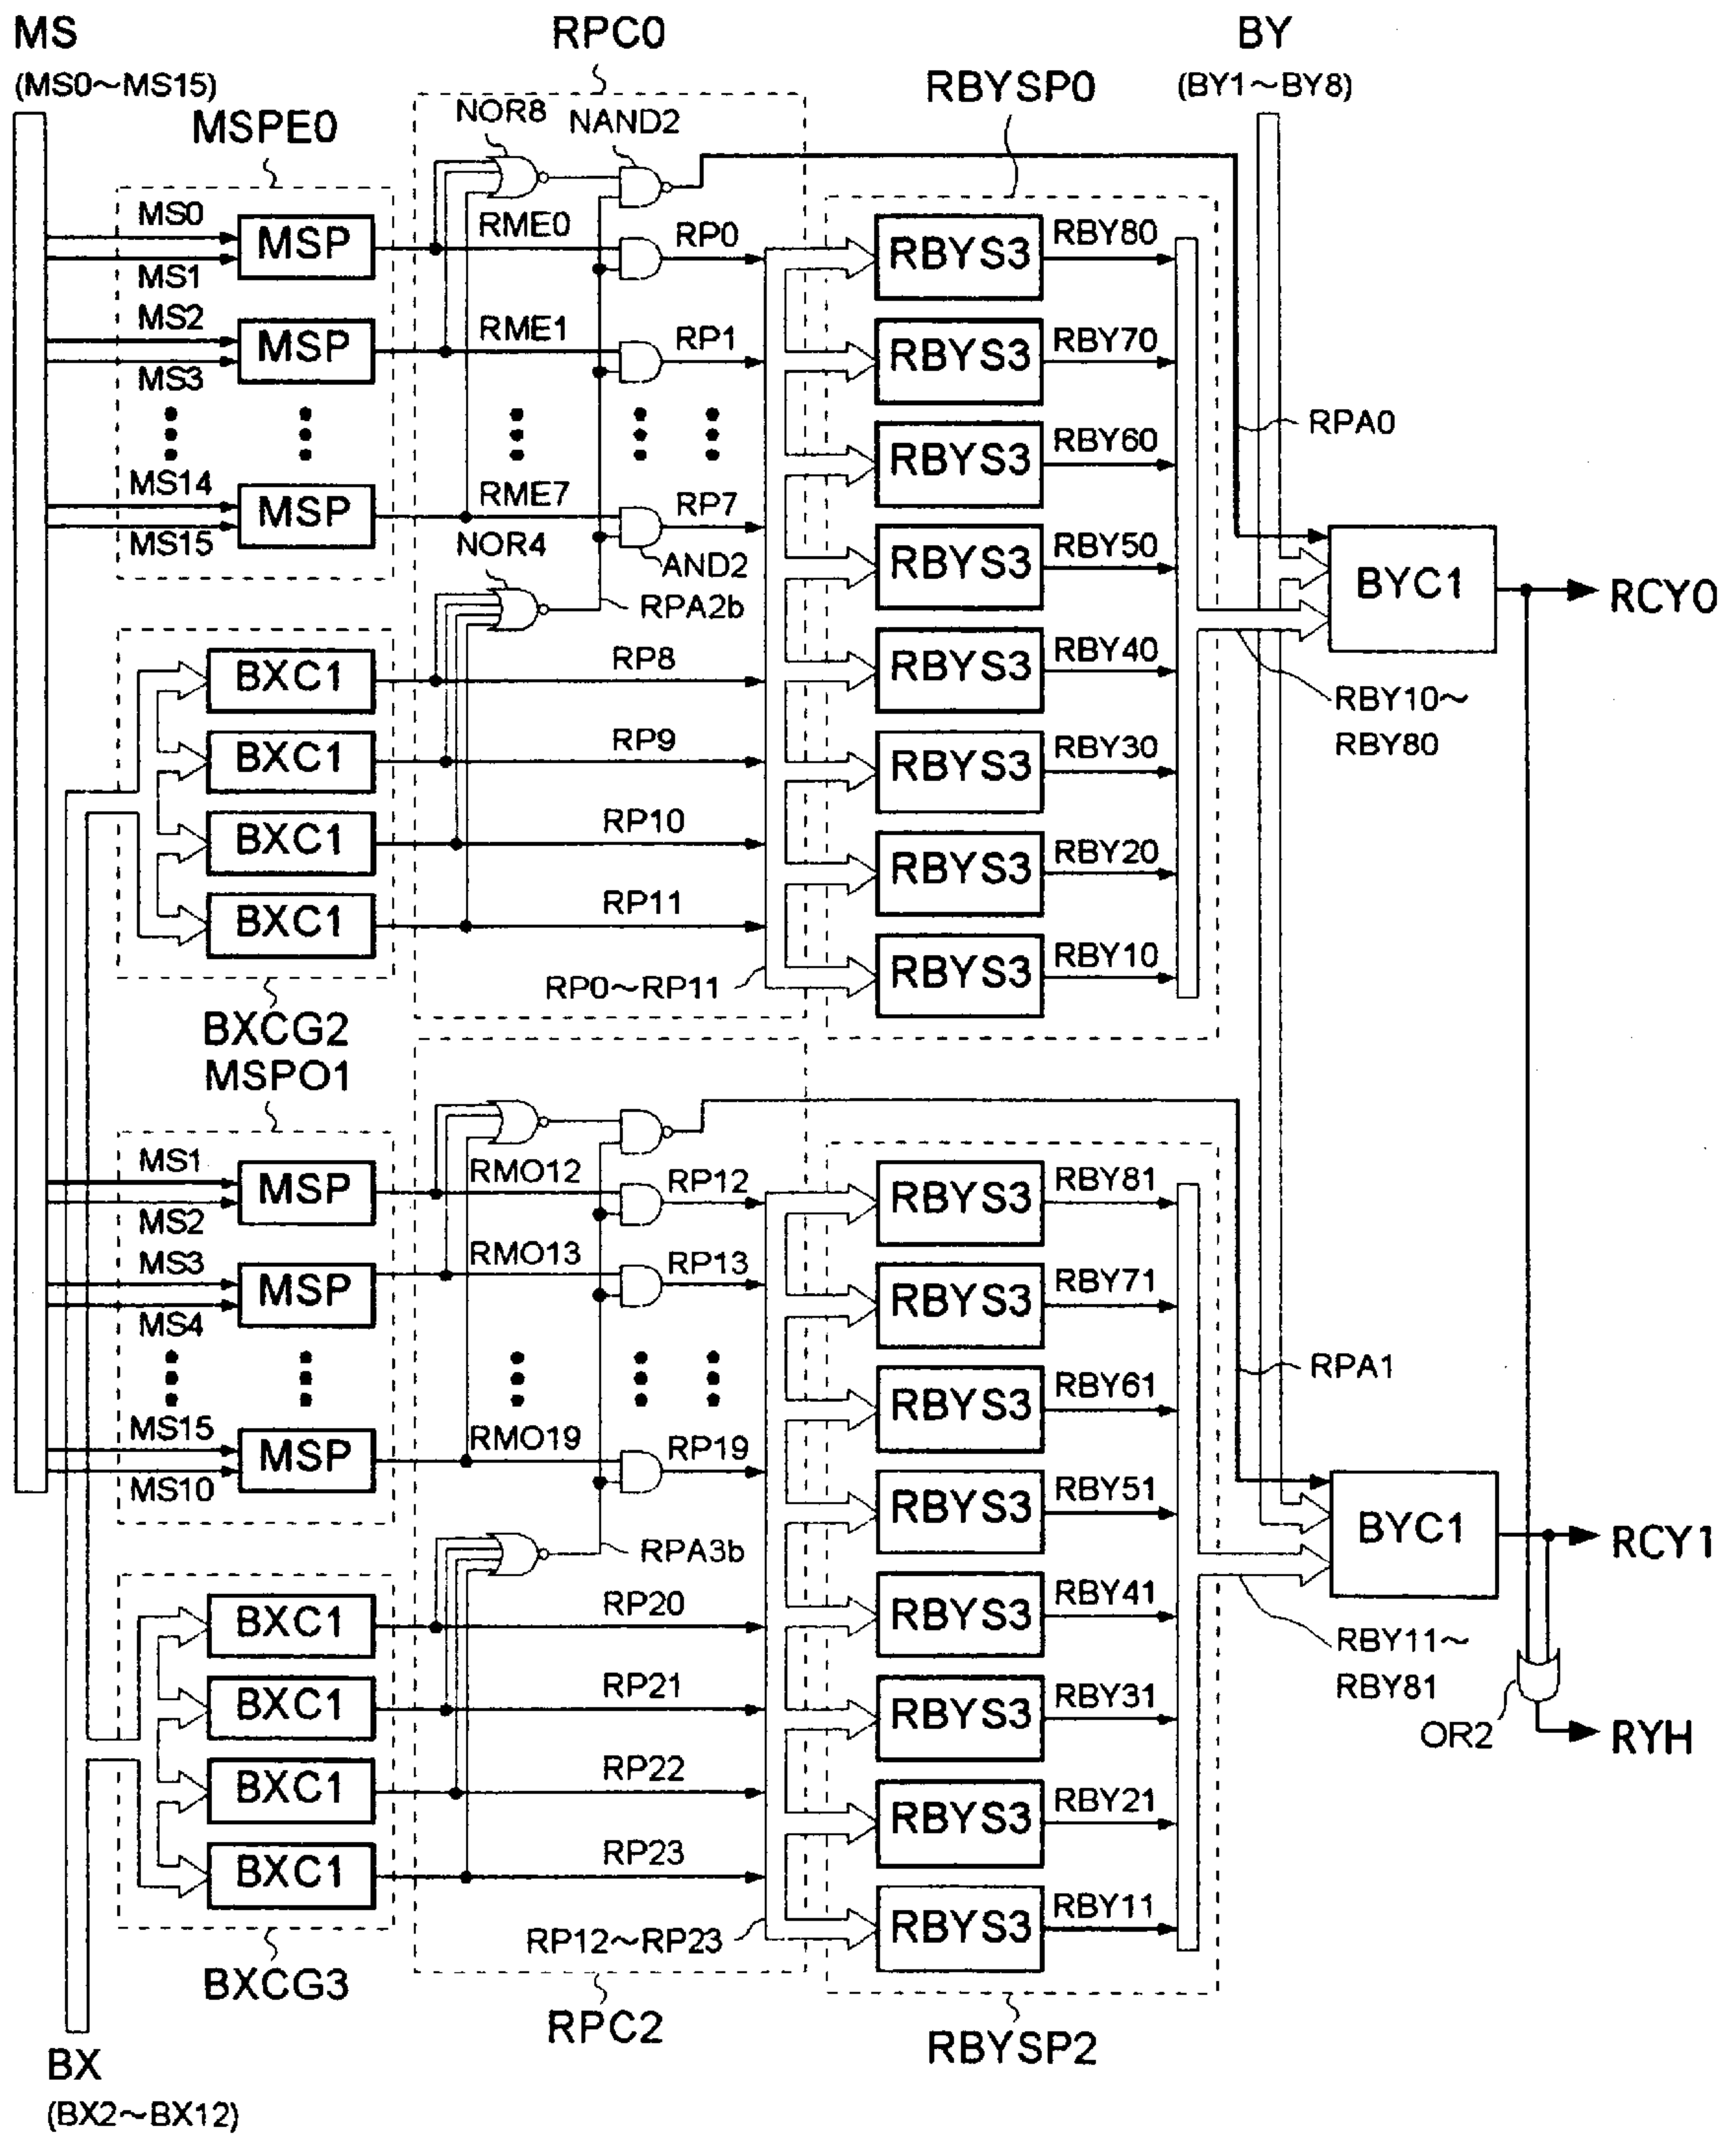 MS
(MS0~MS15)
RPC0
BY
(BY1~BY8)
RBYSP0
MSPE0
NOR8
NAND2
MS0
MSP
MS1
RME0
RP0
RBYS3
RBY80
MS2
MSP
MS3
RME1
RP1
RBYS3
RBY70
RPA0
RBYS3
RBY60
MS14
MSP
MS15
RME7
RP7
NOR4
AND2
RBYS3
RBY50
BYC1
RCY0
RPA2b
BXC1
RP8
RBYS3
RBY40
RBY10~
RBY80
BXC1
RP9
RBYS3
RBY30
BXC1
RP10
RBYS3
RBY20
BXC1
RP11
RBYS3
RBY10
RP0~RP11
BXCG2
MSPO1
MS1
MSP
MS2
RMO12
RP12
RBYS3
RBY81
MS3
MSP
MS4
RMO13
RP13
RBYS3
RBY71
RPA1
RBYS3
RBY61
MS15
MSP
MS10
RMO19
RP19
RBYS3
RBY51
BYC1
RCY1
RPA3b
BXC1
RP20
RBYS3
RBY41
RBY11~
RBY81
BXC1
RP21
RBYS3
RBY31
OR2
RYH
BXC1
RP22
RBYS3
RBY21
BXC1
RP23
RBYS3
RBY11
RP12~RP23
BXCG3
RPC2
RBYSP2
BX
(BX2~BX12)